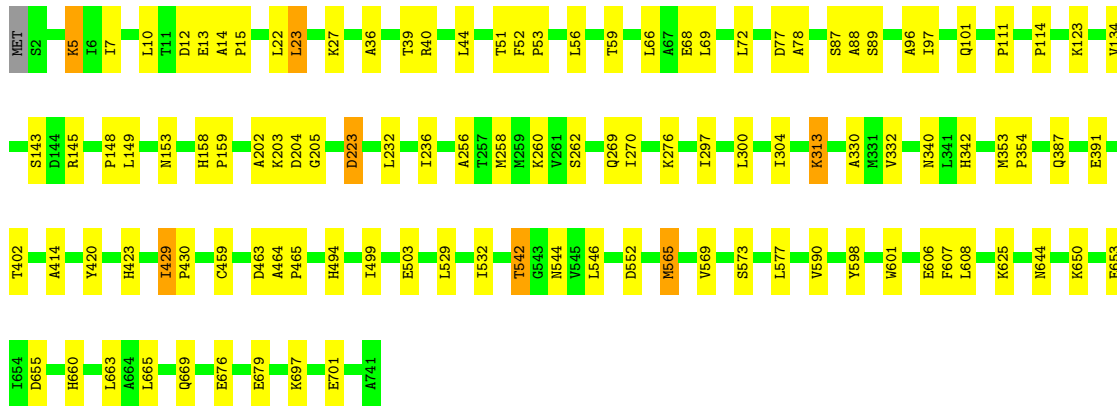 MET S2 K5 I6 I7 L10 T11 D12 E13 A14 P15 L22 L23 K27 A36 T39 R40 L44 T51 F52 P53 L56 T59 L66 A67 E68 L69 L72 D77 A78 S87 A88 S89 A96 I97 Q101 P111 P114 K123 V134
S143 D144 R145 P148 L149 N153 H158 P159 A202 K203 D204 G205 D223 L232 I236 A256 T257 M258 M259 K260 V261 S262 Q269 I270 K276 I297 L300 I304 K313 A330 M331 V332 N340 L341 H342 M353 P354 Q387 E391
T402 A414 Y420 H423 I429 P430 C459 D463 A464 P465 H494 I499 E503 L529 I532 T542 G543 N544 V545 L546 D552 M565 V569 S573 L577 V590 Y598 W601 E606 F607 L608 K625 N644 K650 E653
I654 D655 H660 L663 A664 L665 Q669 E676 E679 K697 E701 A741